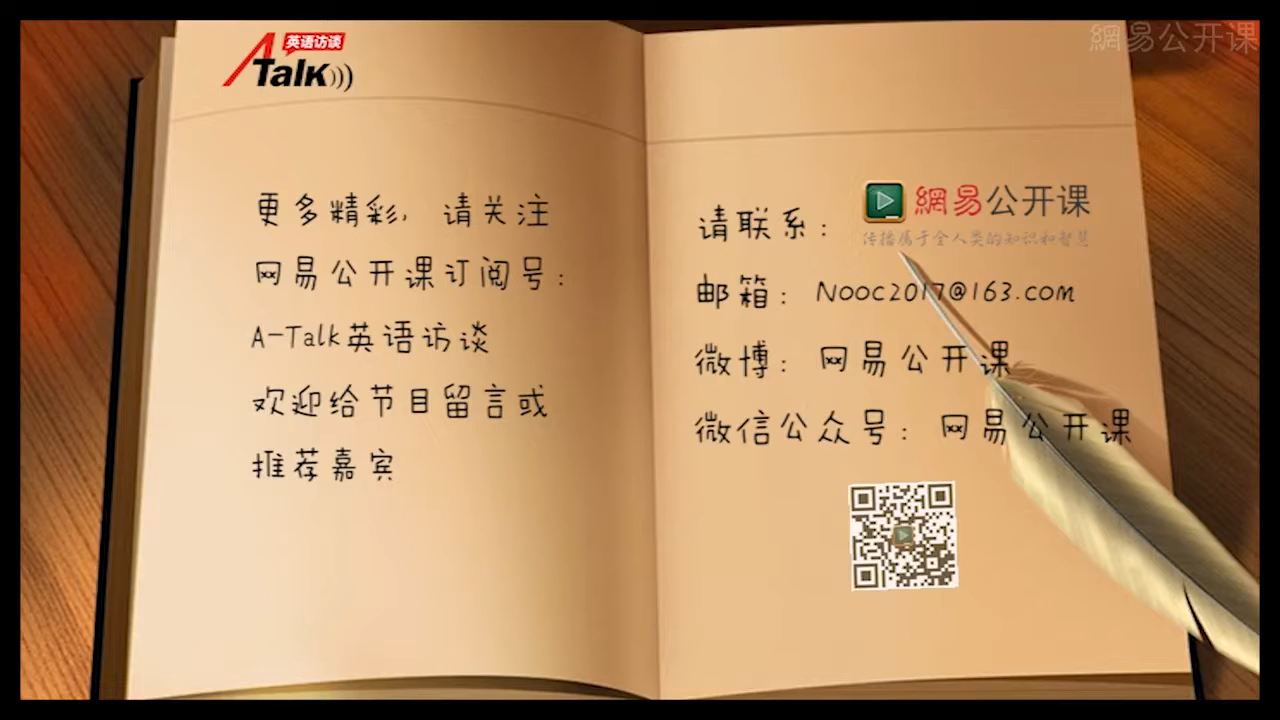 英语访谈
A Talk
網易公开课
更多精彩，请关注
网易公开课订阅号：
A-Talk英语访谈
欢迎给节目留言或
推荐嘉宾
網易公开课
传播属于全人类的知识和智慧
请联系：
邮箱：Nooc2017@163.com
微博：网易公开课
微信公众号：网易公开课